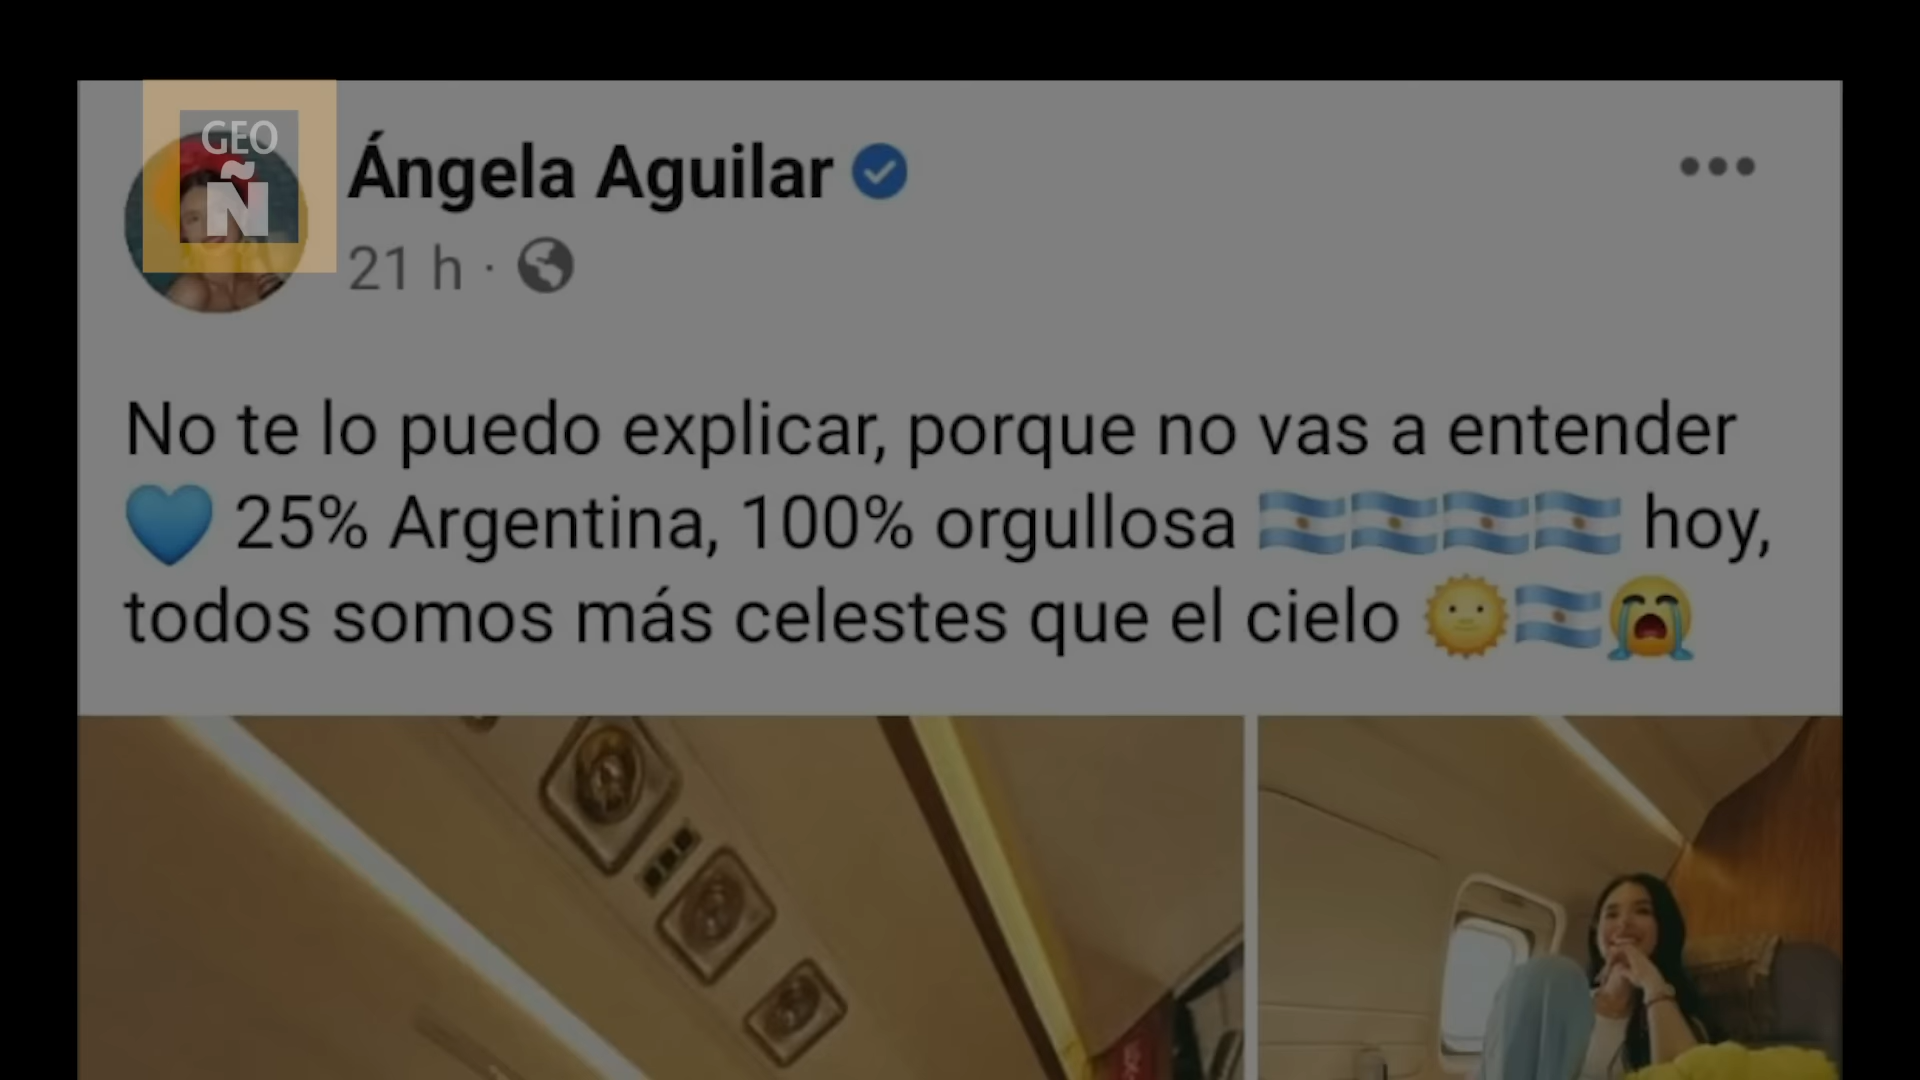 GEO
Ñ
Ángela Aguilar
21 h ·
No te lo puedo explicar, porque no vas a entender
💙 25% Argentina, 100% orgullosa 🇦🇷🇦🇷🇦🇷🇦🇷 hoy,
todos somos más celestes que el cielo 🌞🇦🇷😭